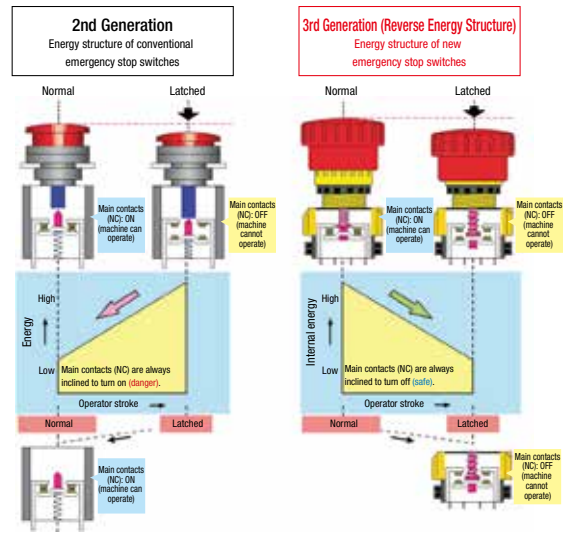 2nd Generation
Energy structure of conventional
emergency stop switches
3rd Generation (Reverse Energy Structure)
Energy structure of new
emergency stop switches
Normal
Latched
Normal
Latched
Main contacts
(NC): ON
(machine can
operate)
Main contacts
(NC): OFF
(machine
cannot
operate)
Main contacts
(NC): ON
(machine can
operate)
Main contacts
(NC): OFF
(machine
cannot
operate)
High
Energy
Low
Main contacts (NC) are always
inclined to turn on (danger).
Operator stroke
Normal
Latched
High
Internal energy
Low
Main contacts (NC) are always
inclined to turn off (safe).
Operator stroke
Normal
Latched
Main contacts
(NC): ON
(machine can
operate)
Main contacts
(NC): OFF
(machine
cannot
operate)